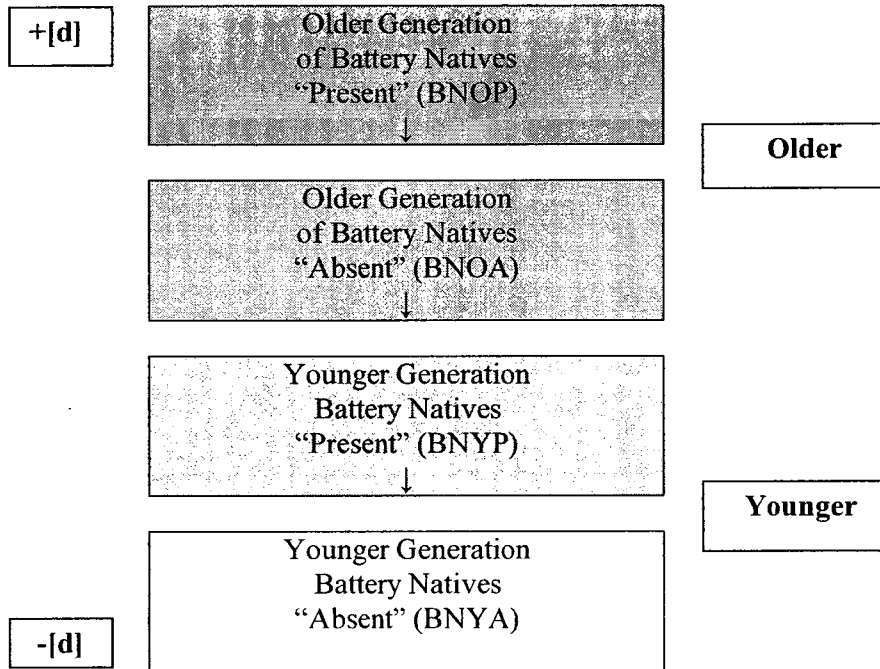 +[d]
Older Generation
of Battery Natives
“Present” (BNOP)
↓
Older
Older Generation
of Battery Natives
“Absent” (BNOA)
↓
Younger Generation
Battery Natives
“Present” (BNYP)
↓
Younger
Younger Generation
Battery Natives
“Absent” (BNYA)
-[d]